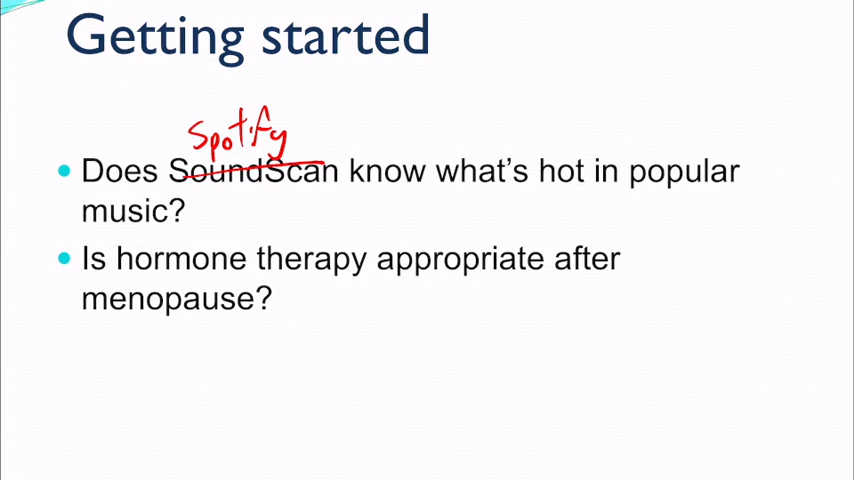 Getting started
Spotify
Does SoundScan know what's hot in popular
music?
Is hormone therapy appropriate after
menopause?